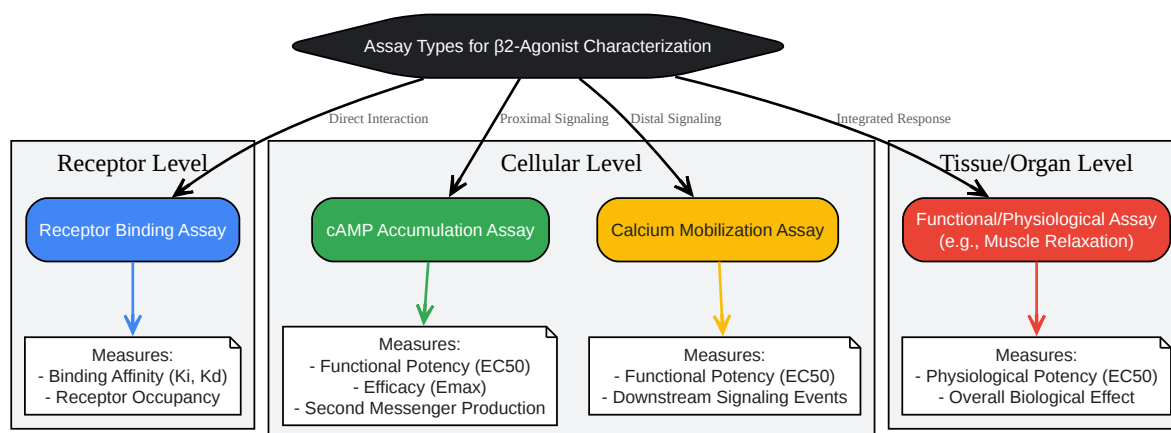 Assay Types for β2-Agonist Characterization
Direct Interaction
Proximal Signaling
Distal Signaling
Integrated Response
Receptor Level
Cellular Level
Tissue/Organ Level
Receptor Binding Assay
cAMP Accumulation Assay
Calcium Mobilization Assay
Functional/Physiological Assay
(e.g., Muscle Relaxation)
Measures:
- Binding Affinity (Ki, Kd)
- Receptor Occupancy
Measures:
- Functional Potency (EC50)
- Efficacy (Emax)
- Second Messenger Production
Measures:
- Functional Potency (EC50)
- Downstream Signaling Events
Measures:
- Physiological Potency (EC50)
- Overall Biological Effect